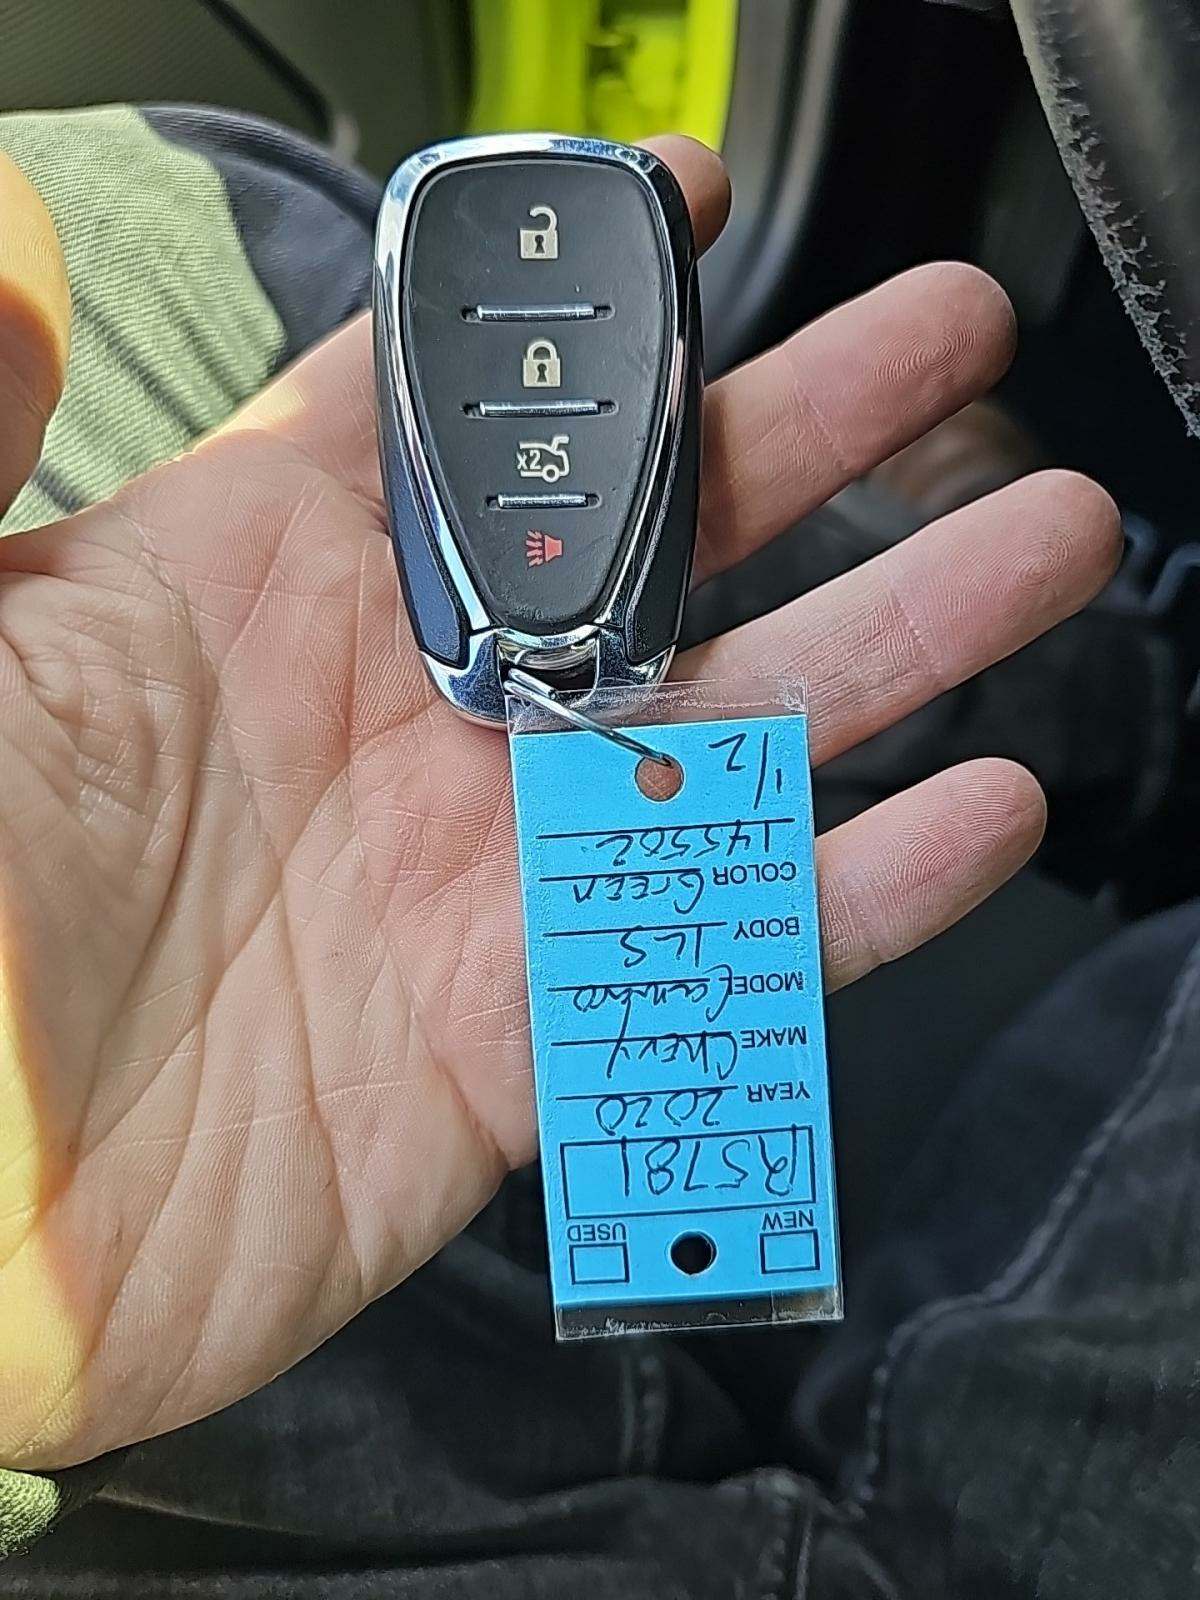 x2
NEW USED
R5781
YEAR 2020
MAKE Chevy
MODEL Camaro
BODY 1LS
COLOR Green
145502
1/2